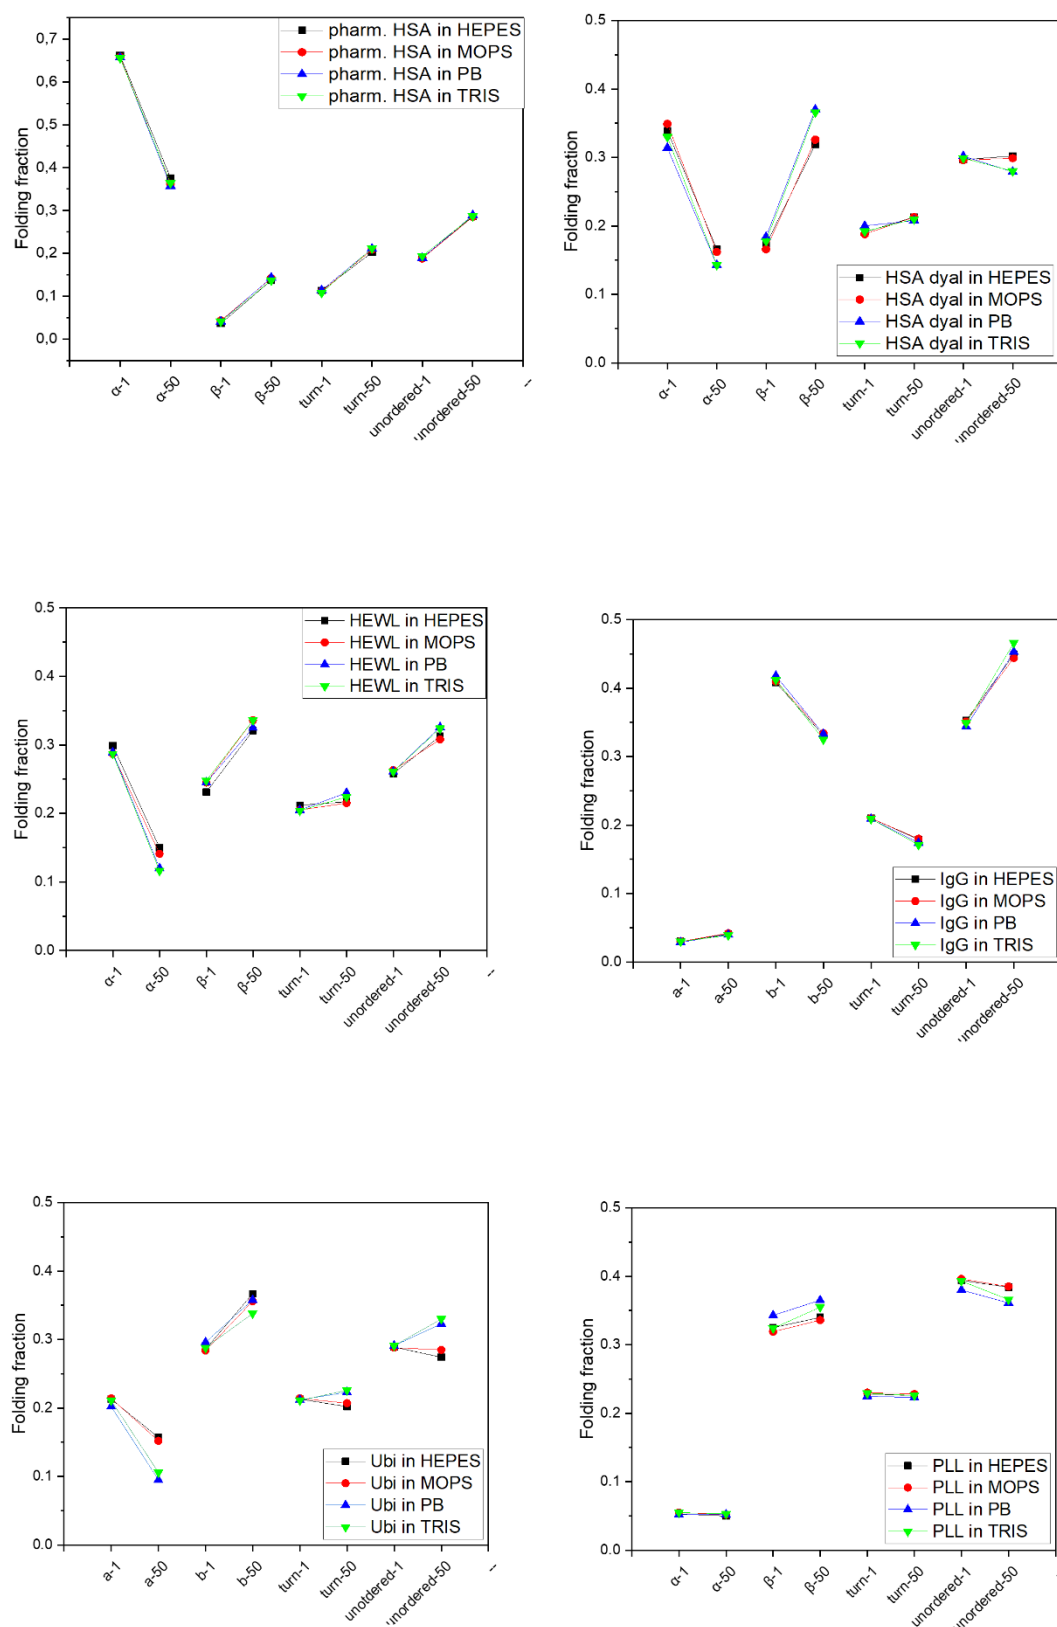 pharm. HSA in HEPES
pharm. HSA in MOPS
pharm. HSA in PB
pharm. HSA in TRIS
Folding fraction
0,7
0,6
0,5
0,4
0,3
0,2
0,1
0,0
α-1
α-50
β-1
β-50
turn-1
turn-50
unordered-1
unordered-50
--
0.5
0.4
0.3
0.2
0.1
0.0
Folding fraction
HSA dyal in HEPES
HSA dyal in MOPS
HSA dyal in PB
HSA dyal in TRIS
α-1
α-50
β-1
β-50
turn-1
turn-50
unordered-1
unordered-50
0.5
0.4
0.3
0.2
0.1
0.0
Folding fraction
HEWL in HEPES
HEWL in MOPS
HEWL in PB
HEWL in TRIS
α-1
α-50
β-1
β-50
turn-1
turn-50
unordered-1
unordered-50
--
0.5
0.4
0.3
0.2
0.1
0.0
Folding fraction
IgG in HEPES
IgG in MOPS
IgG in PB
IgG in TRIS
a-1
a-50
b-1
b-50
turn-1
turn-50
unotdered-1
unordered-50
0.5
0.4
0.3
0.2
0.1
0.0
Folding fraction
Ubi in HEPES
Ubi in MOPS
Ubi in PB
Ubi in TRIS
a-1
a-50
b-1
b-50
turn-1
turn-50
unotdered-1
unordered-50
--
0.5
0.4
0.3
0.2
0.1
0.0
Folding fraction
PLL in HEPES
PLL in MOPS
PLL in PB
PLL in TRIS
α-1
α-50
β-1
β-50
turn-1
turn-50
unordered-1
unordered-50